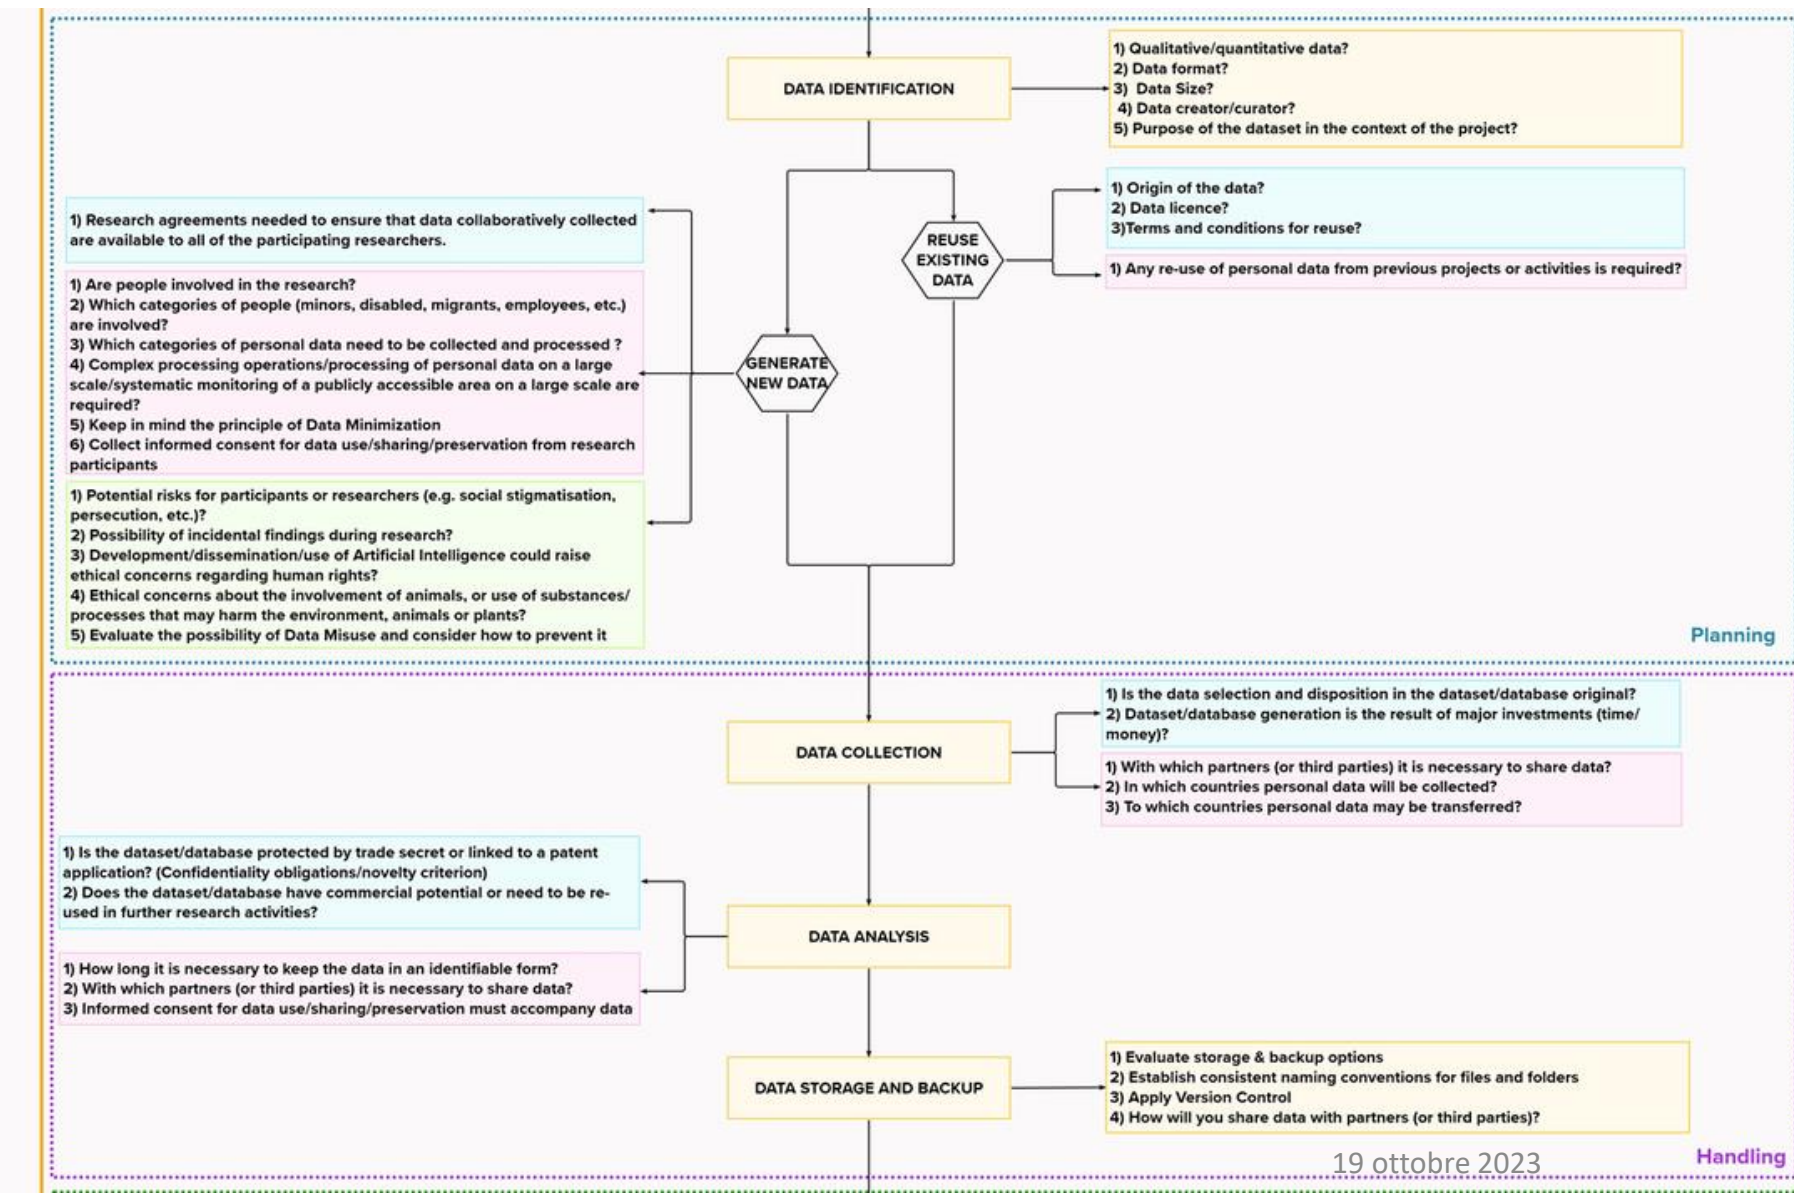 DATA IDENTIFICATION
1) Qualitative/quantitative data?
2) Data format?
3) Data Size?
4) Data creator/curator?
5) Purpose of the dataset in the context of the project?
1) Origin of the data?
2) Data licence?
3)Terms and conditions for reuse?
REUSE
EXISTING
DATA
1) Any re-use of personal data from previous projects or activities is required?
1) Research agreements needed to ensure that data collaboratively collected
are available to all of the participating researchers.
1) Are people involved in the research?
2) Which categories of people (minors, disabled, migrants, employees, etc.)
are involved?
3) Which categories of personal data need to be collected and processed ?
4) Complex processing operations/processing of personal data on a large
scale/systematic monitoring of a publicly accessible area on a large scale are
required?
5) Keep in mind the principle of Data Minimization
6) Collect informed consent for data use/sharing/preservation from research
participants
GENERATE
NEW DATA
1) Potential risks for participants or researchers (e.g. social stigmatisation,
persecution, etc.)?
2) Possibility of incidental findings during research?
3) Development/dissemination/use of Artificial Intelligence could raise
ethical concerns regarding human rights?
4) Ethical concerns about the involvement of animals, or use of substances/
processes that may harm the environment, animals or plants?
5) Evaluate the possibility of Data Misuse and consider how to prevent it
Planning
DATA COLLECTION
1) Is the data selection and disposition in the dataset/database original?
2) Dataset/database generation is the result of major investments (time/
money)?
1) With which partners (or third parties) it is necessary to share data?
2) In which countries personal data will be collected?
3) To which countries personal data may be transferred?
1) Is the dataset/database protected by trade secret or linked to a patent
application? (Confidentiality obligations/novelty criterion)
2) Does the dataset/database have commercial potential or need to be re-
used in further research activities?
DATA ANALYSIS
1) How long it is necessary to keep the data in an identifiable form?
2) With which partners (or third parties) it is necessary to share data?
3) Informed consent for data use/sharing/preservation must accompany data
DATA STORAGE AND BACKUP
1) Evaluate storage & backup options
2) Establish consistent naming conventions for files and folders
3) Apply Version Control
4) How will you share data with partners (or third parties)?
Handling
19 ottobre 2023